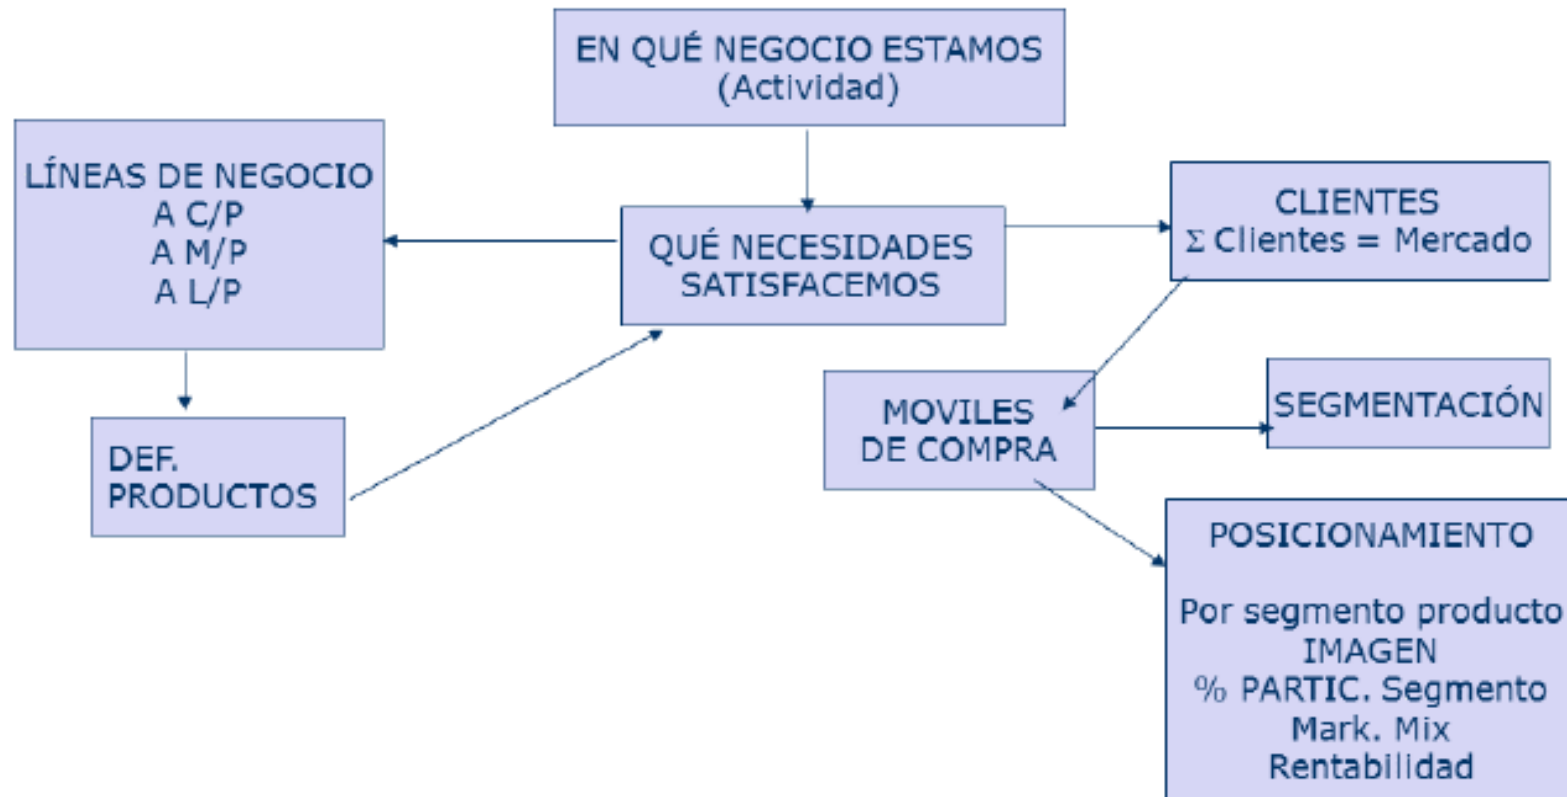 EN QUÉ NEGOCIO ESTAMOS
(Actividad)
LÍNEAS DE NEGOCIO
A C/P
A M/P
A L/P
QUÉ NECESIDADES
SATISFACEMOS
CLIENTES
Σ Clientes = Mercado
DEF.
PRODUCTOS
MOVILES
DE COMPRA
SEGMENTACIÓN
POSICIONAMIENTO
Por segmento producto
IMAGEN
% PARTIC. Segmento
Mark. Mix
Rentabilidad